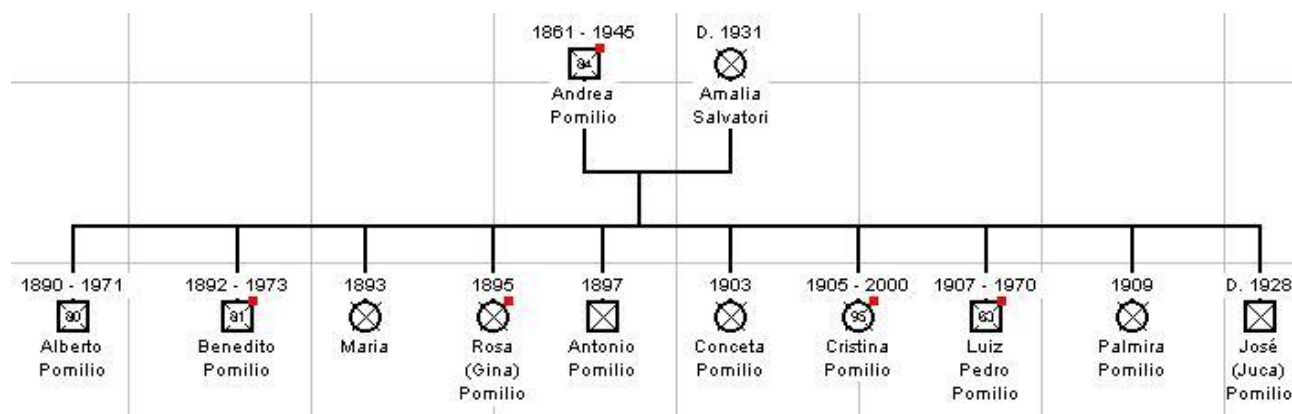 1861 - 1945 D. 1931
84
Andrea Amalia
Pomilio Salvatori
1890 - 1971 1892 - 1973 1893 1895 1897 1903 1905 - 2000 1907 - 1970 1909 D. 1928
80 81 95 63
Alberto Benedito Maria Rosa Antonio Conceta Cristina Luiz Palmira José
Pomilio Pomilio (Gina) Pomilio Pomilio Pomilio Pedro Pomilio (Juca)
Pomilio Pomilio Pomilio